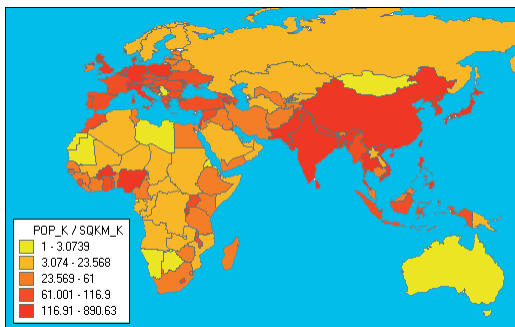 POP_K / SQKM_K
1 - 3.0739
3.074 - 23.568
23.569 - 61
61.001 - 116.9
116.91 - 890.63